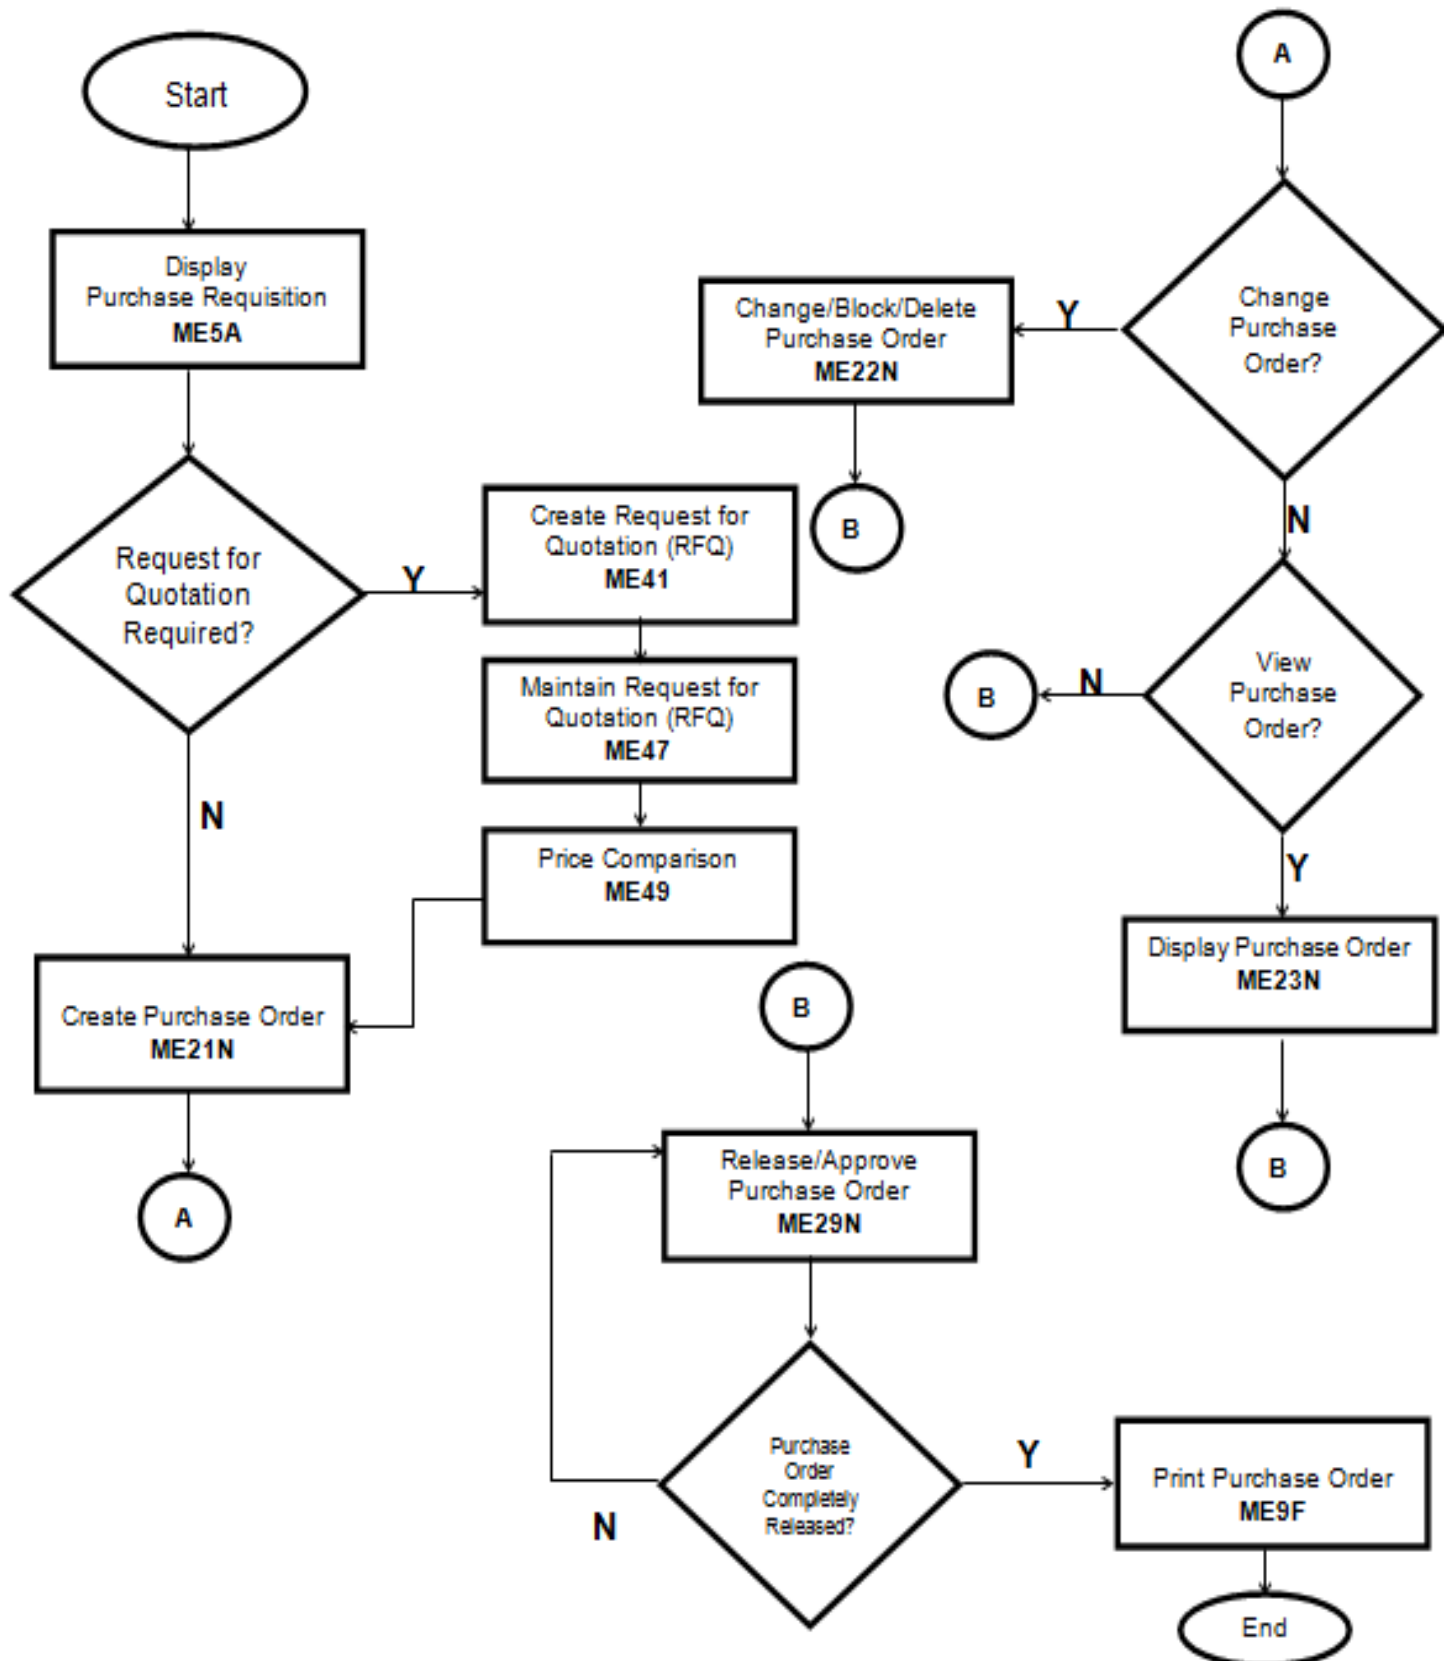 Start
Display
Purchase Requisition
ME5A
Request for
Quotation
Required?
Y
Create Request for
Quotation (RFQ)
ME41
Maintain Request for
Quotation (RFQ)
ME47
Price Comparison
ME49
N
Create Purchase Order
ME21N
A
A
Change
Purchase
Order?
Y
Change/Block/Delete
Purchase Order
ME22N
B
N
View
Purchase
Order?
N
B
Y
Display Purchase Order
ME23N
B
B
Release/Approve
Purchase Order
ME29N
Purchase
Order
Completely
Released?
N
Y
Print Purchase Order
ME9F
End